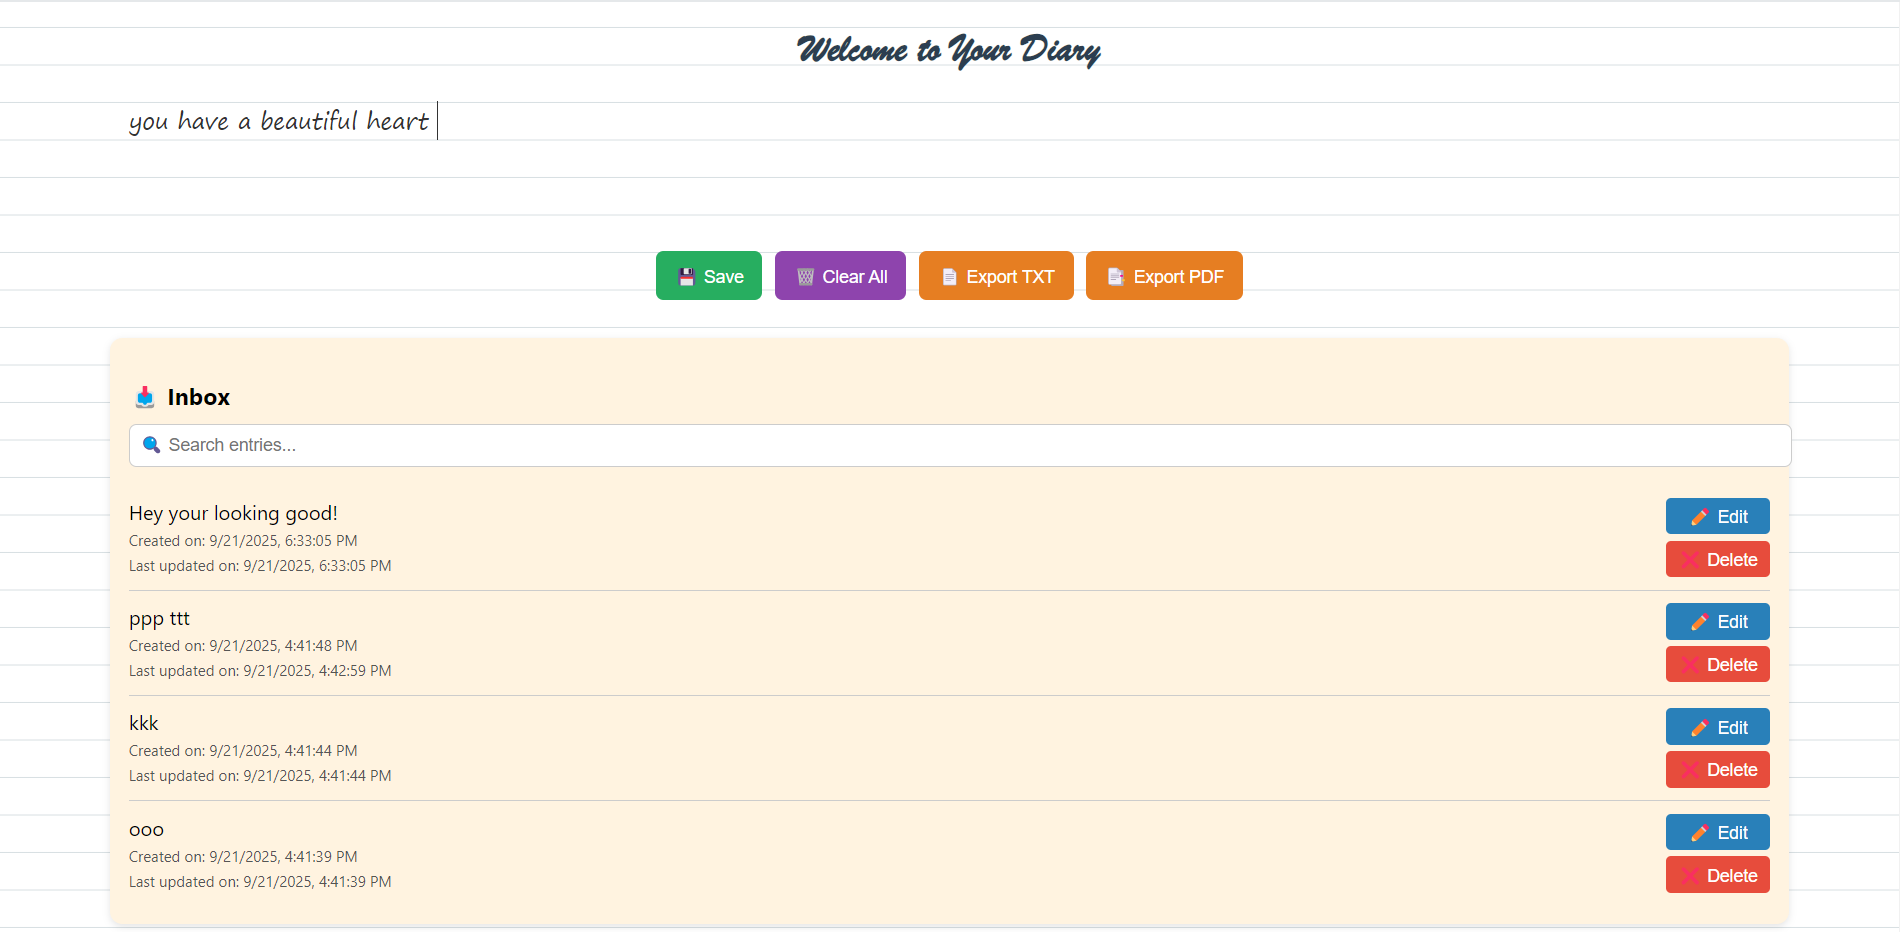 Welcome to Your Diary
you have a beautiful heart
💾 Save 🗑️ Clear All 📄 Export TXT 📑 Export PDF
📥 Inbox
🔍 Search entries...
Hey your looking good!
✏️ Edit
Created on: 9/21/2025, 6:33:05 PM
Last updated on: 9/21/2025, 6:33:05 PM
❌ Delete
ppp ttt
✏️ Edit
Created on: 9/21/2025, 4:41:48 PM
Last updated on: 9/21/2025, 4:42:59 PM
❌ Delete
kkk
✏️ Edit
Created on: 9/21/2025, 4:41:44 PM
Last updated on: 9/21/2025, 4:41:44 PM
❌ Delete
ooo
✏️ Edit
Created on: 9/21/2025, 4:41:39 PM
Last updated on: 9/21/2025, 4:41:39 PM
❌ Delete